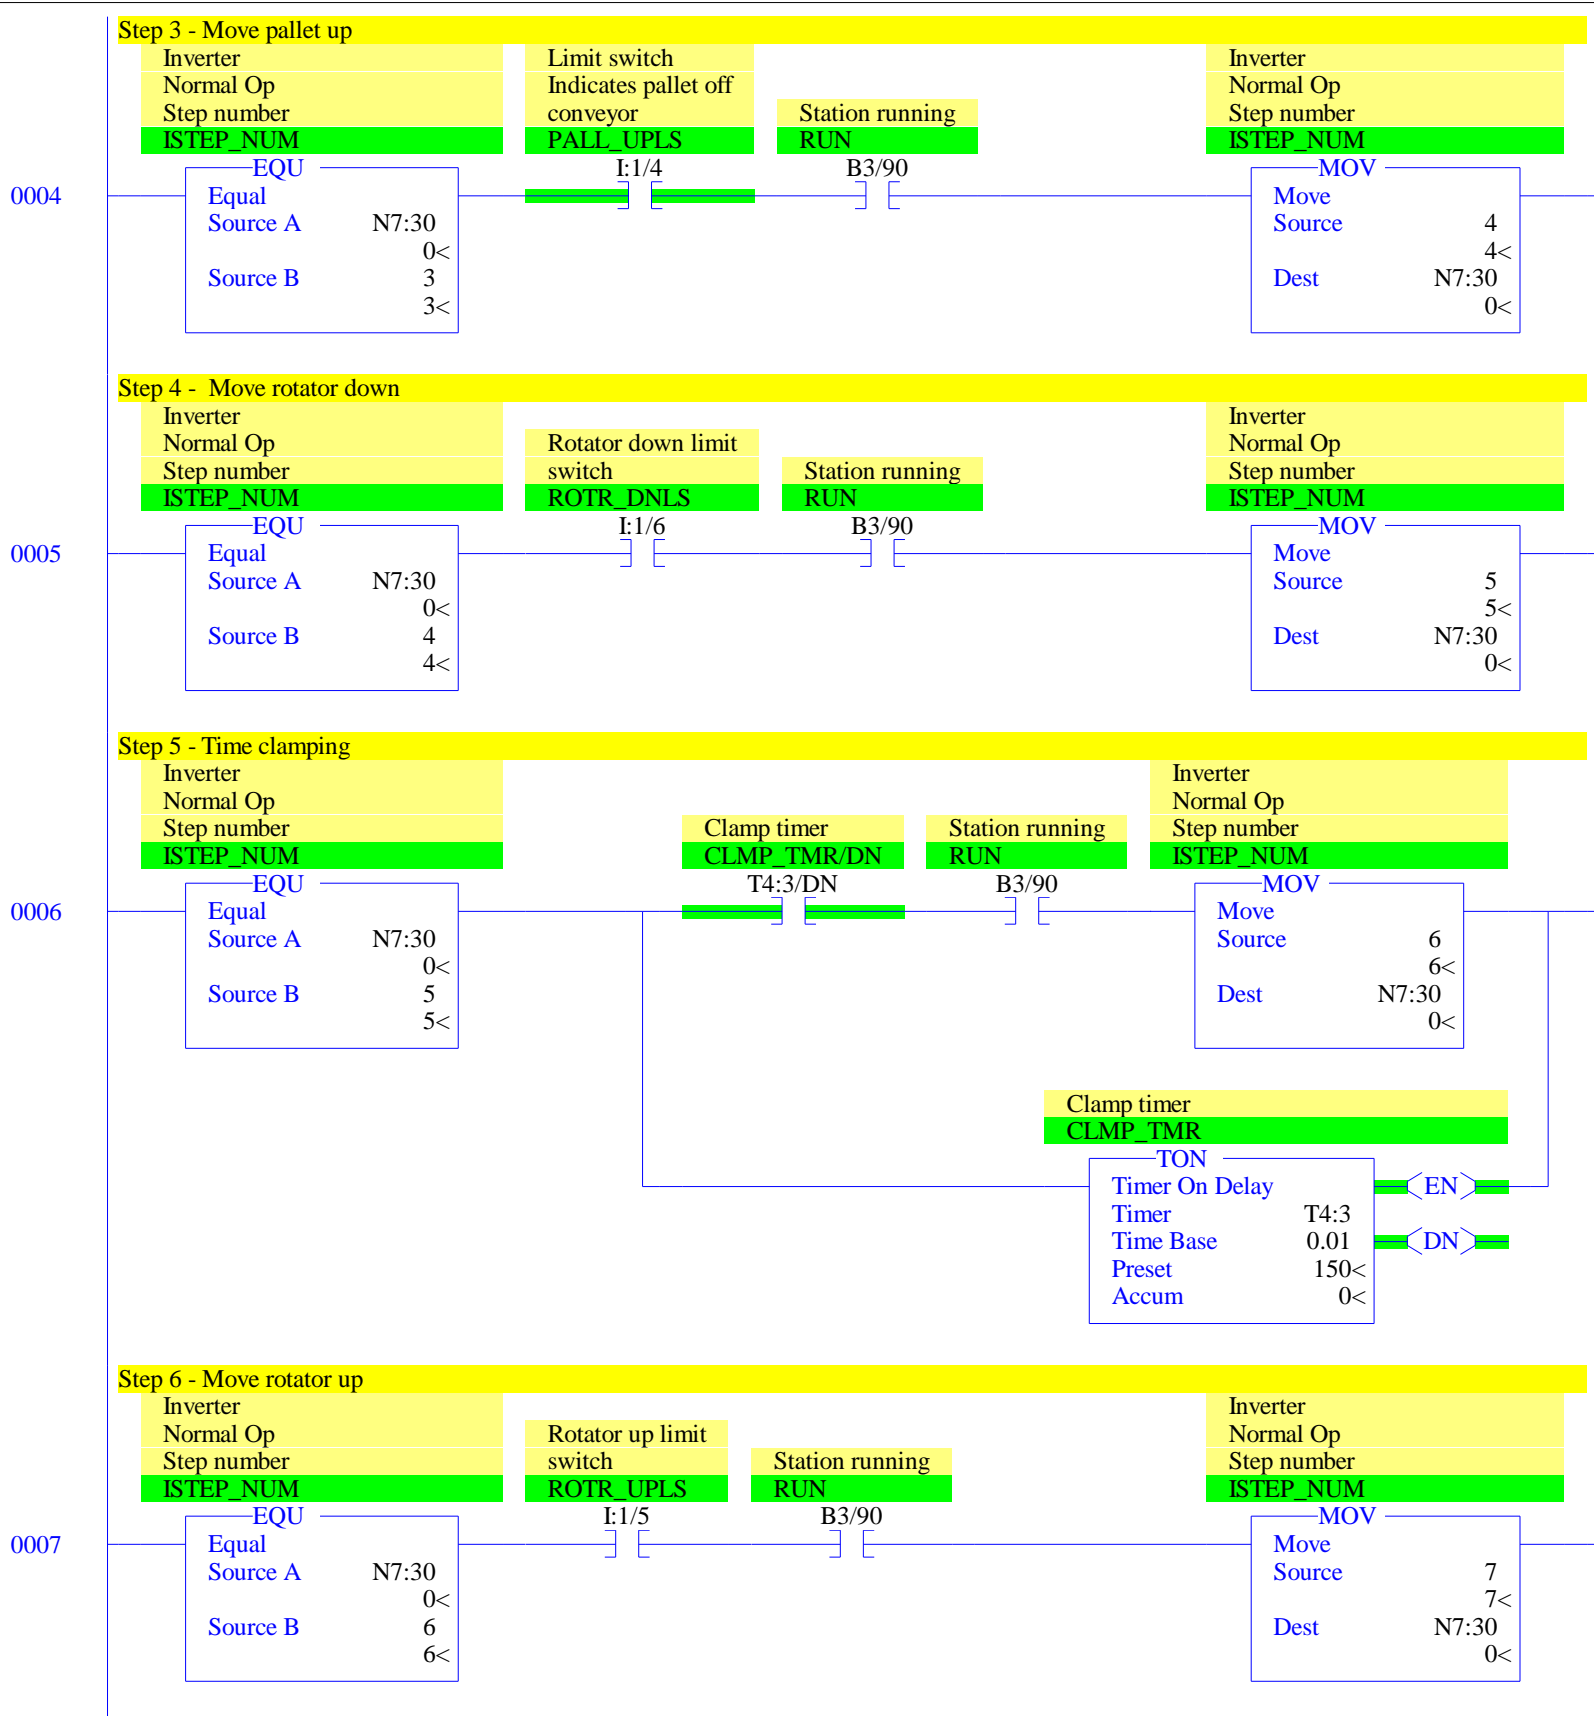 Step 3 - Move pallet up
Inverter
Normal Op
Step number
ISTEP_NUM
Limit switch
Indicates pallet off
conveyor
PALL_UPLS
Station running
RUN
Inverter
Normal Op
Step number
ISTEP_NUM
0004
EQU
Equal
Source A N7:30
0<
Source B 3
3<
I:1/4
B3/90
MOV
Move
Source 4
4<
Dest N7:30
0<
Step 4 - Move rotator down
Inverter
Normal Op
Step number
ISTEP_NUM
Rotator down limit
switch
ROTR_DNLS
Station running
RUN
Inverter
Normal Op
Step number
ISTEP_NUM
0005
EQU
Equal
Source A N7:30
0<
Source B 4
4<
I:1/6
B3/90
MOV
Move
Source 5
5<
Dest N7:30
0<
Step 5 - Time clamping
Inverter
Normal Op
Step number
ISTEP_NUM
Clamp timer
CLMP_TMR/DN
Station running
RUN
Inverter
Normal Op
Step number
ISTEP_NUM
0006
EQU
Equal
Source A N7:30
0<
Source B 5
5<
T4:3/DN
B3/90
MOV
Move
Source 6
6<
Dest N7:30
0<
Clamp timer
CLMP_TMR
TON
Timer On Delay
Timer T4:3
Time Base 0.01
Preset 150<
Accum 0<
EN
DN
Step 6 - Move rotator up
Inverter
Normal Op
Step number
ISTEP_NUM
Rotator up limit
switch
ROTR_UPLS
Station running
RUN
Inverter
Normal Op
Step number
ISTEP_NUM
0007
EQU
Equal
Source A N7:30
0<
Source B 6
6<
I:1/5
B3/90
MOV
Move
Source 7
7<
Dest N7:30
0<